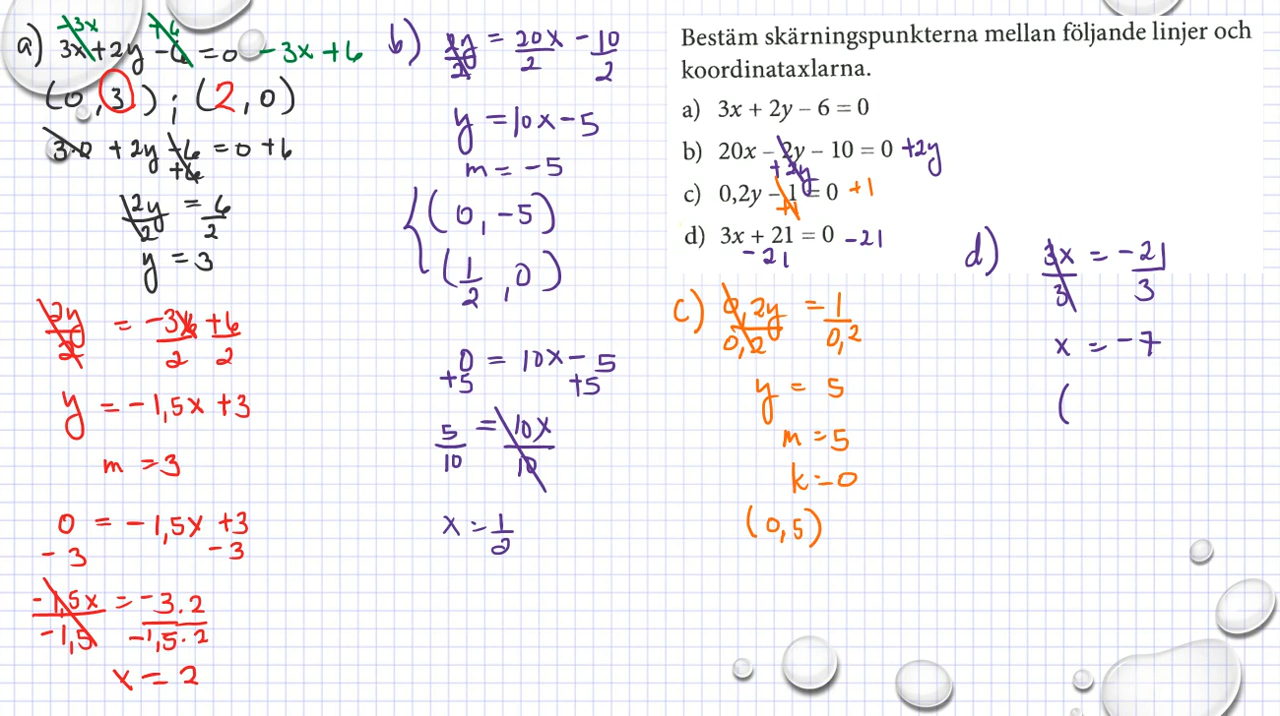 a) 3x + 2y - 6 = 0 - 3x + 6
-3x +6
(0, 3) ; (2, 0)
3·0 + 2y - 6 = 0 + 6
+6
2y = 6
2 2
y = 3
2y = -3x + 6
2 2 2
y = -1,5x + 3
m = 3
0 = -1,5x + 3
-3 -3
-1,5x = -3·2
-1,5 -1,5·2
x = 2
b) 2y = 20x - 10
2 2 2
y = 10x - 5
m = -5
(0, -5)
(1/2, 0)
0 = 10x - 5
+5 +5
5 = 10x
10 10
x = 1/2
Bestäm skärningspunkterna mellan följande linjer och
koordinataxlarna.
a) 3x + 2y – 6 = 0
b) 20x – 2y – 10 = 0 +2y
+2y
c) 0,2y – 1 = 0 +1
+1
d) 3x + 21 = 0 -21
-21
c) 0,2y = 1
0,2 0,2
y = 5
m = 5
k = 0
(0, 5)
d) 3x = -21
3 3
x = -7
(